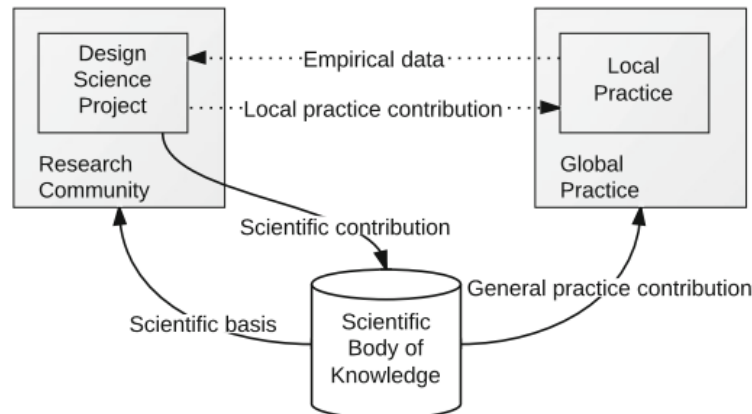 Design
Science
Project
Research
Community
Empirical data
Local practice contribution
Local
Practice
Global
Practice
Scientific contribution
General practice contribution
Scientific basis
Scientific
Body of
Knowledge